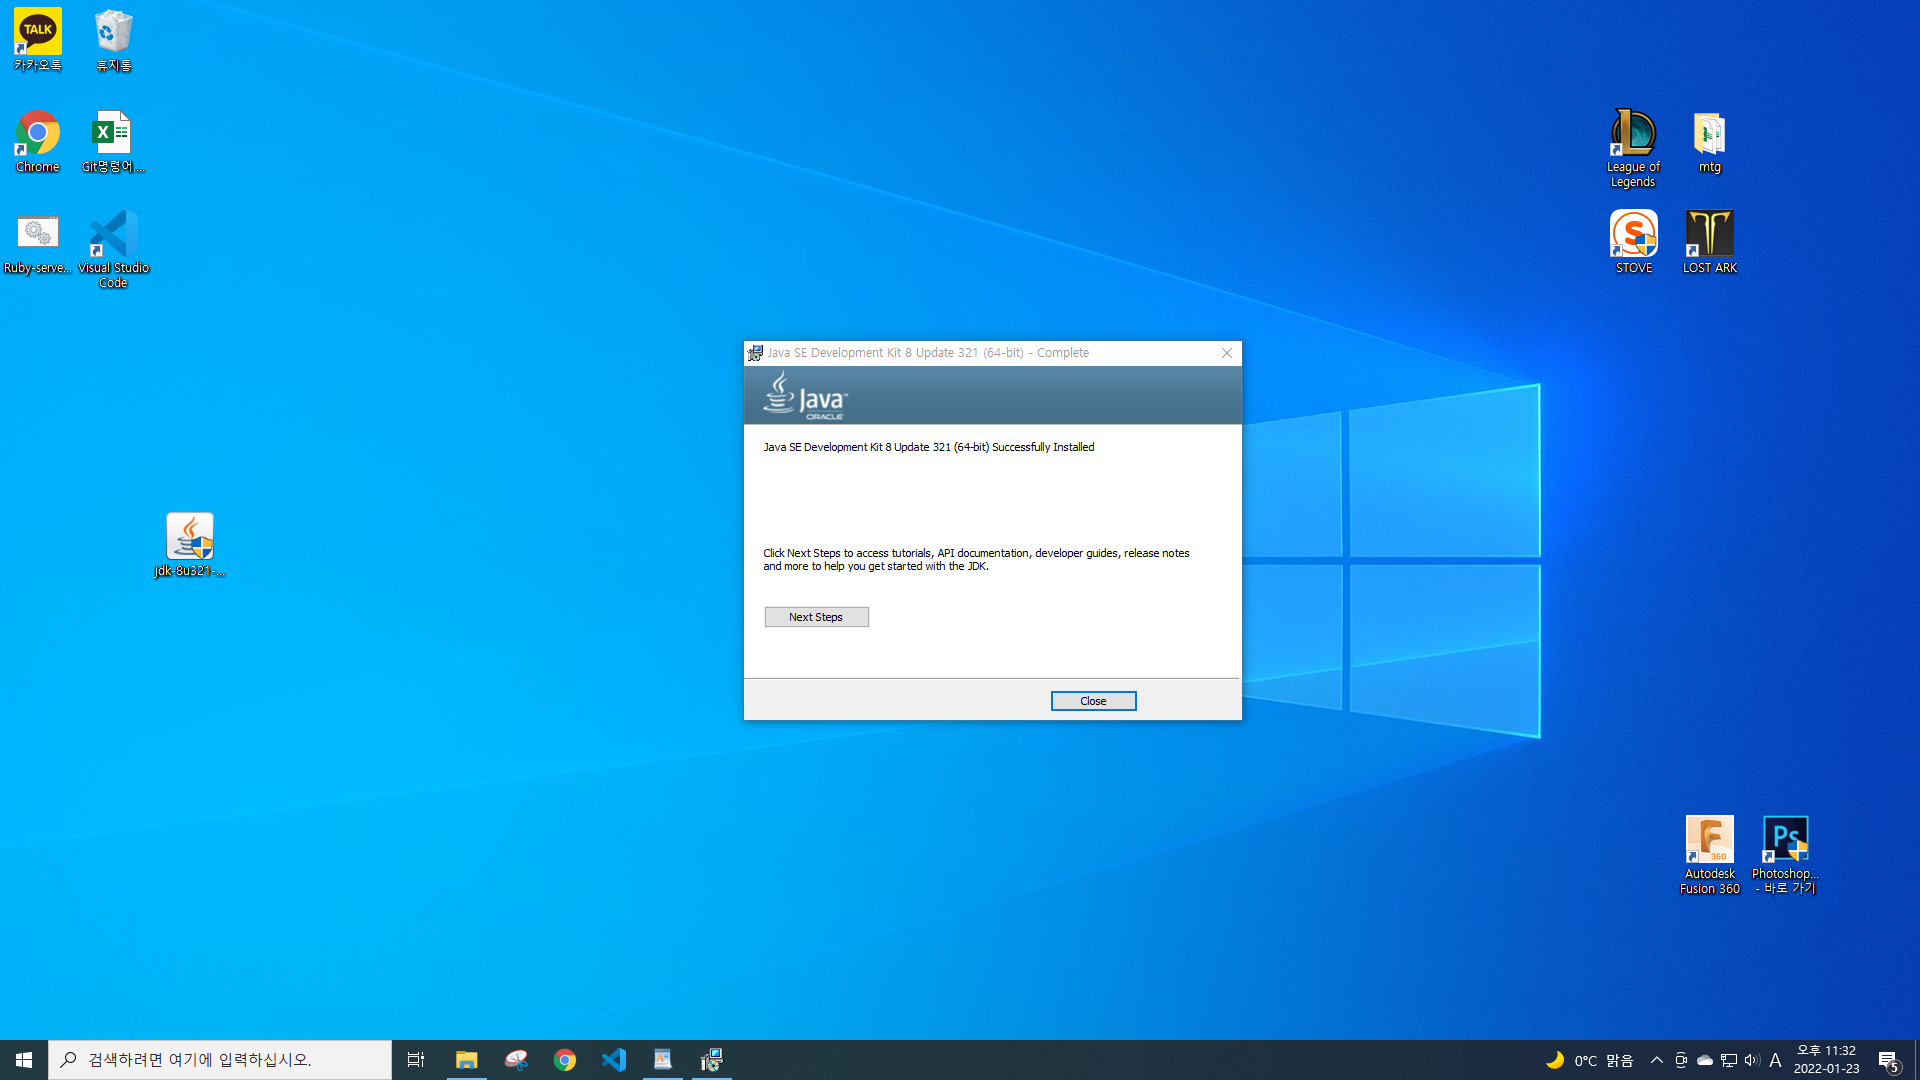 TALK
카카오톡
휴지통
Chrome
Git명령어....
Ruby-serve...
Visual Studio
Code
jdk-8u321-...
League of
Legends
mtg
STOVE
LOST ARK
Java SE Development Kit 8 Update 321 (64-bit) - Complete
Java™
ORACLE
Java SE Development Kit 8 Update 321 (64-bit) Successfully Installed
Click Next Steps to access tutorials, API documentation, developer guides, release notes
and more to help you get started with the JDK.
Next Steps
Close
360
Autodesk
Fusion 360
Ps
Photoshop...
- 바로 가기
검색하려면 여기에 입력하십시오.
0°C 맑음
A
오후 11:32
2022-01-23
5